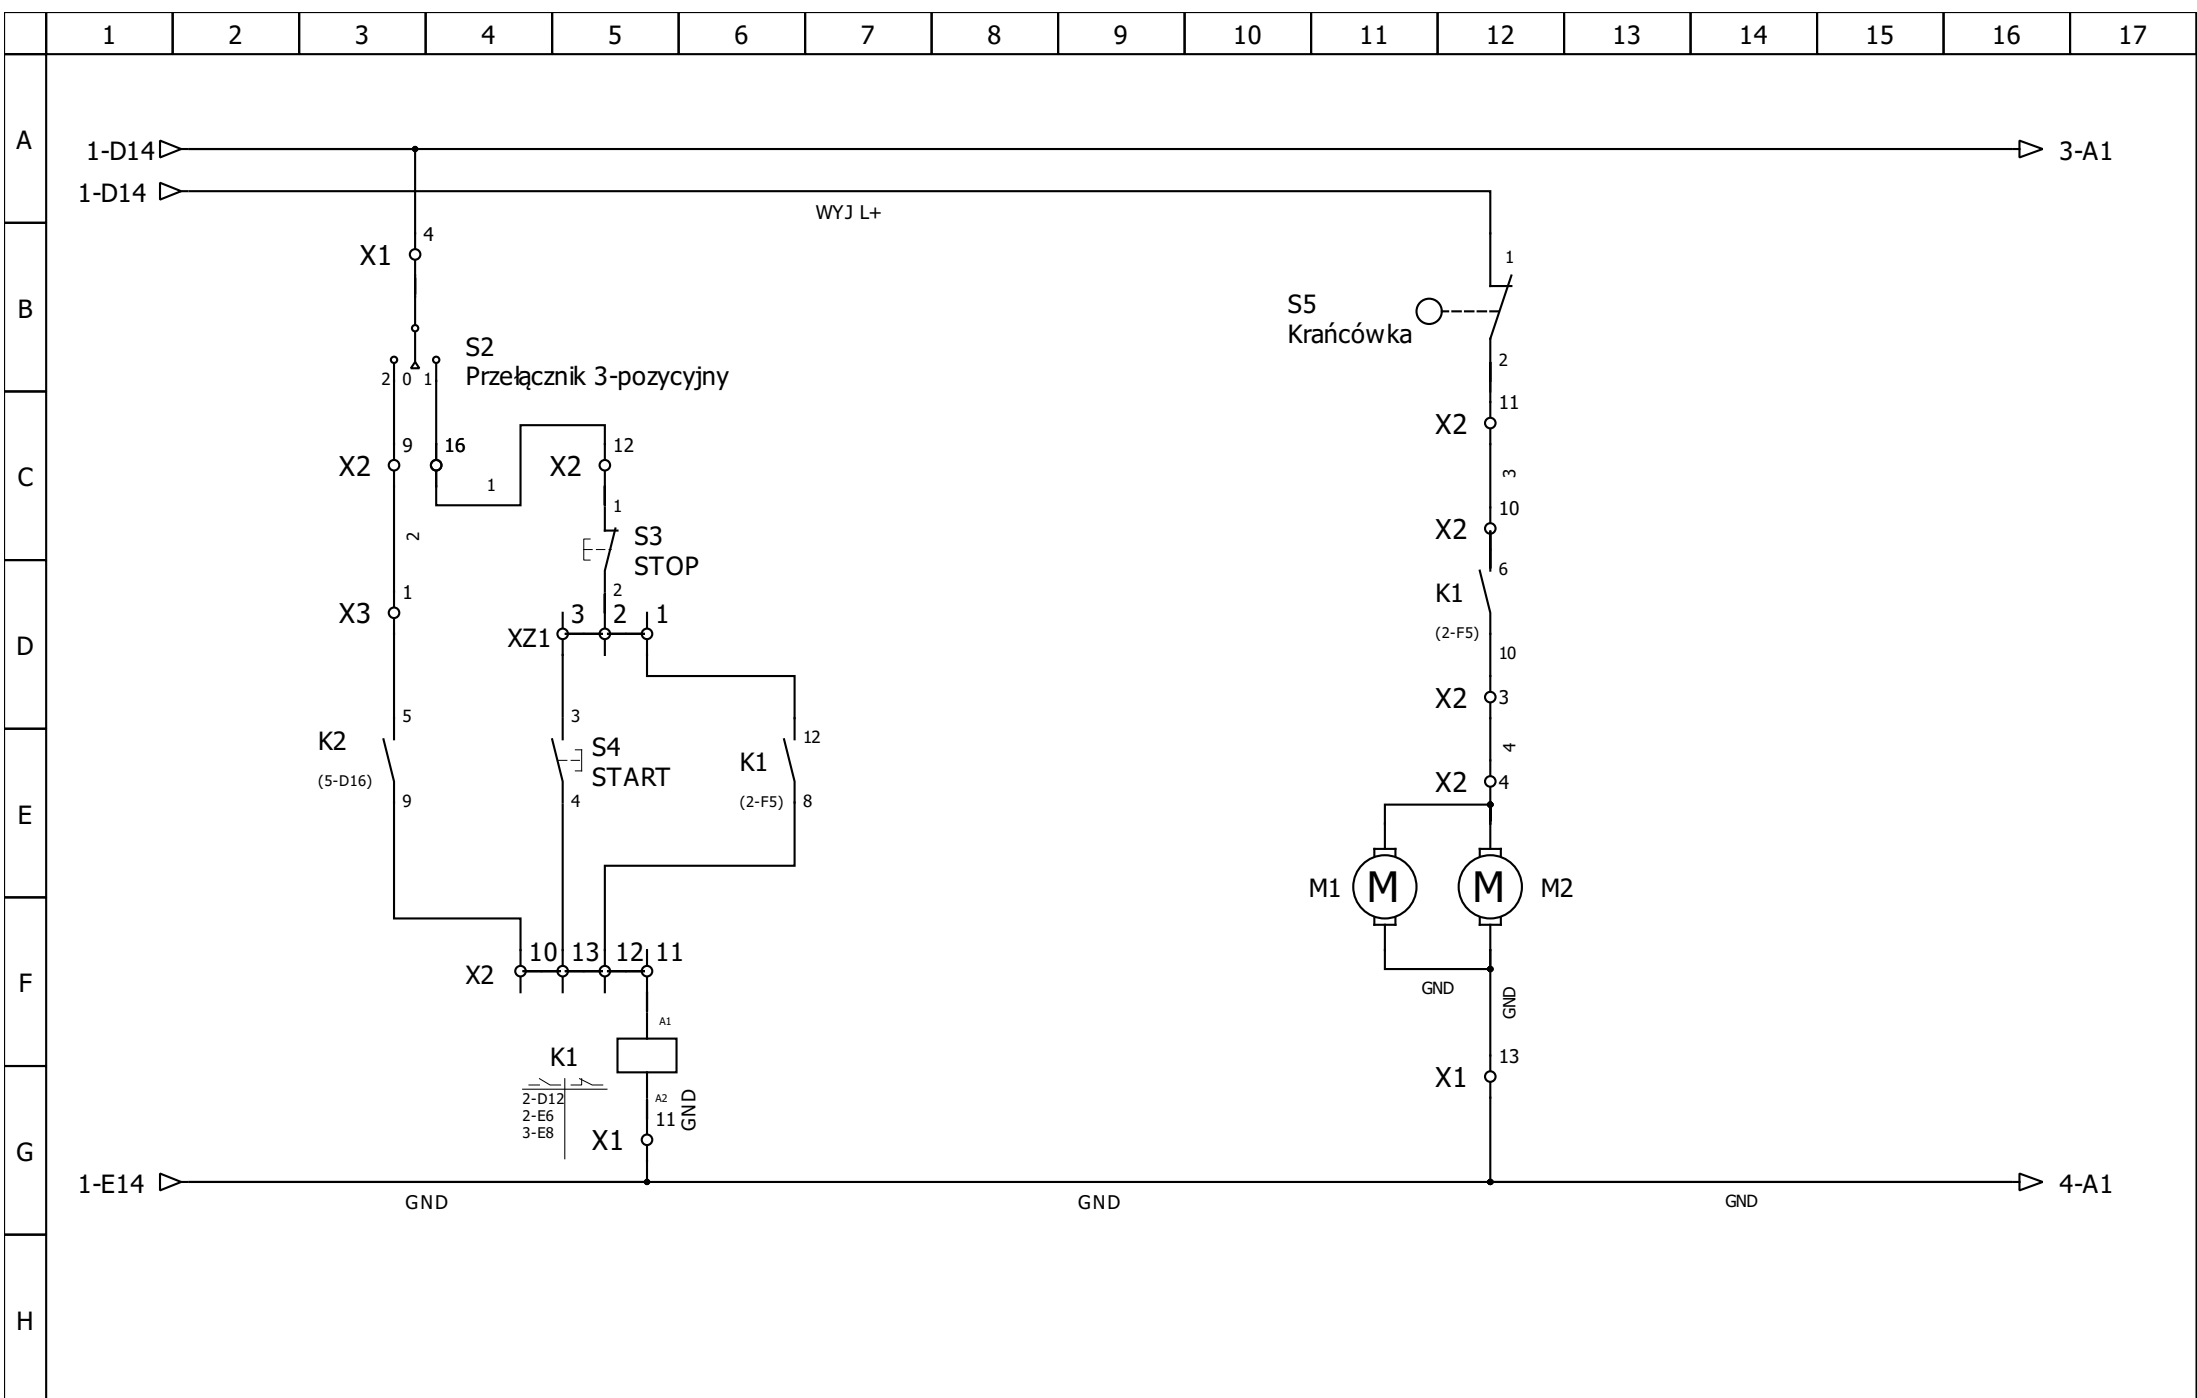 1 2 3 4 5 6 7 8 9 10 11 12 13 14 15 16 17
A
1-D14
3-A1
1-D14
WYJ L+
B
4
X1
1
S5
Krańcówka
2
S2
Przełącznik 3-pozycyjny
2 0 1
11
X2
C
9
16
12
X2
X2
1
3
10
X2
1
S3
STOP
2
2
6
K1
(2-F5)
10
D
1
X3
3 2 1
XZ1
X2
3
5
K2
(5-D16)
9
3
S4
START
4
12
K1
(2-F5)
8
4
X2
4
E
M1
M
M
M2
F
10 13 12 11
X2
GND
GND
A1
K1
2-D12
2-E6
3-E8
A2
11
GND
X1
13
X1
G
1-E14
4-A1
GND
GND
GND
H